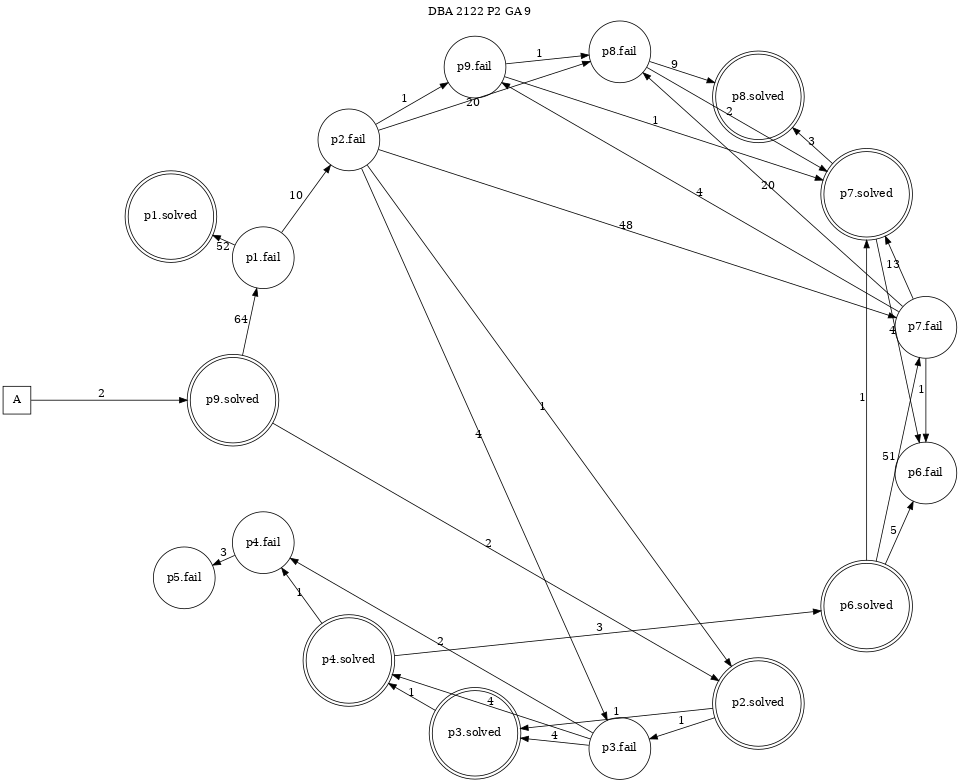 DBA 2122 P2 GA 9
p8.fail
1
p9.fail
9
p8.solved
1
20
2
1
3
p2.fail
4
20
p7.solved
10
p1.solved
52
48
p1.fail
13
64
4
p7.fail
A
2
p9.solved
1
1
1
4
51
p6.fail
5
2
p4.fail
3
p5.fail
1
p6.solved
3
2
p4.solved
1
4
p2.solved
1
1
p3.solved
4
p3.fail